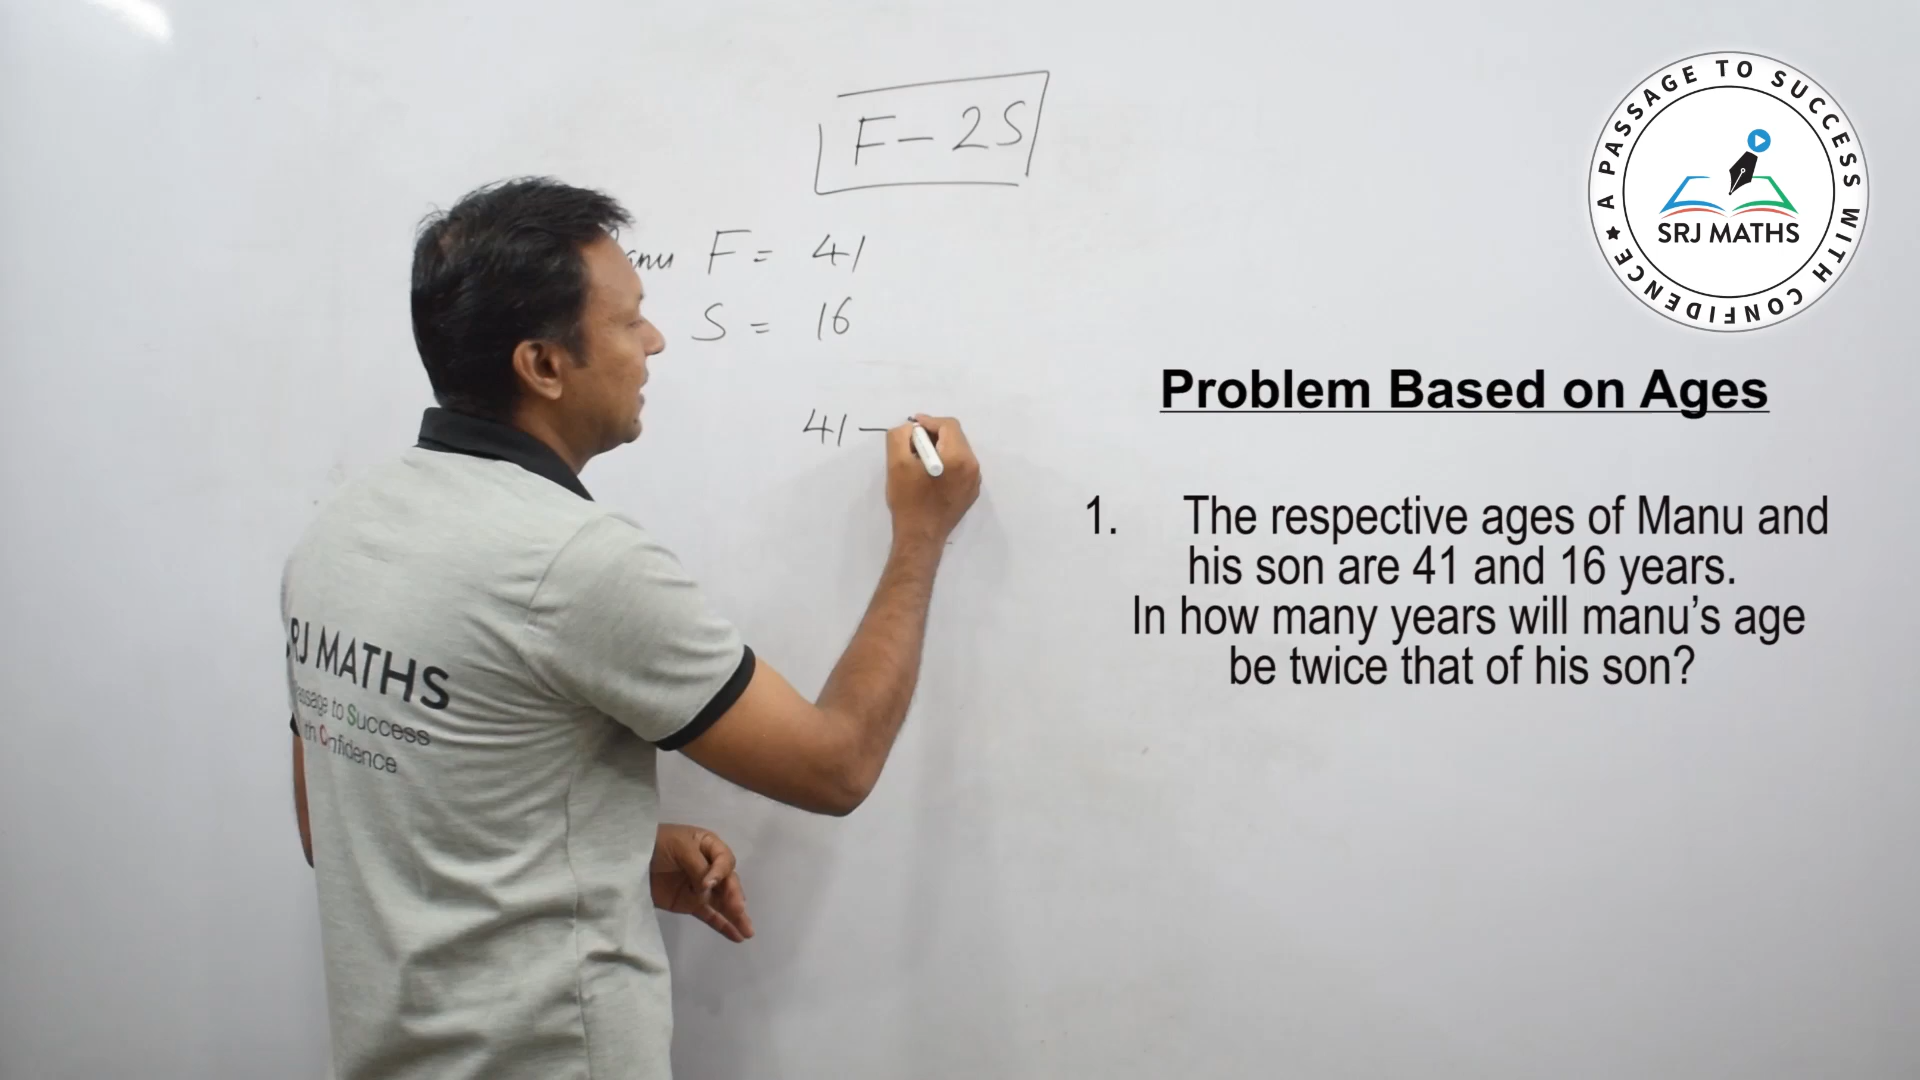 F - 2S
F = 41
S = 16
41 -
A PASSAGE TO SUCCESS WITH CONFIDENCE
SRJ MATHS
Problem Based on Ages
1. The respective ages of Manu and
his son are 41 and 16 years.
In how many years will manu’s age
be twice that of his son?
RJ MATHS
to Success
Confidence